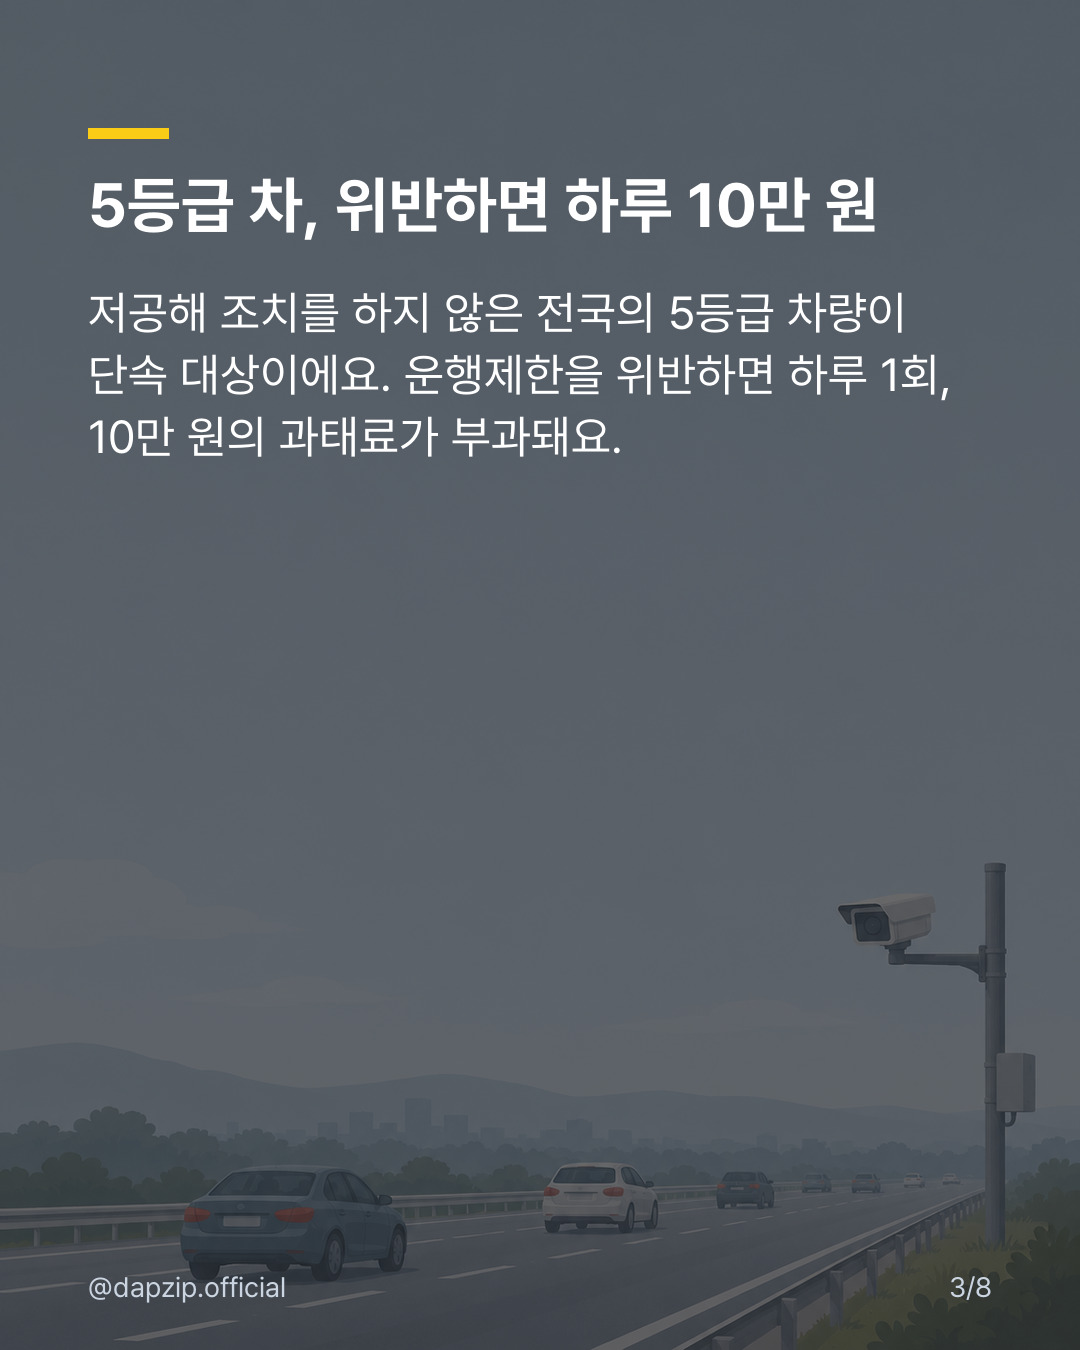 5등급 차, 위반하면 하루 10만 원
저공해 조치를 하지 않은 전국의 5등급 차량이
단속 대상이에요. 운행제한을 위반하면 하루 1회,
10만 원의 과태료가 부과돼요.
@dapzip.official
3/8